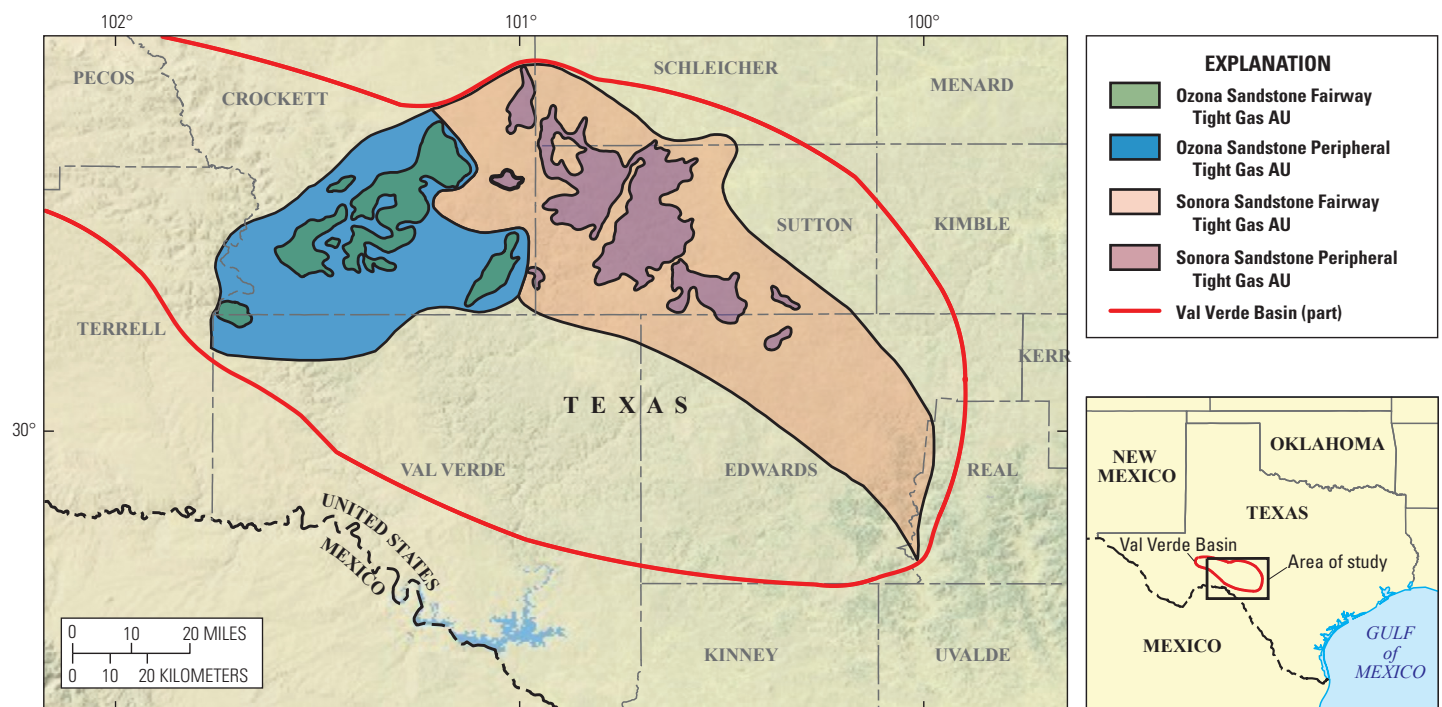 102°
101°
100°
PECOS
CROCKETT
SCHLEICHER
MENARD
SUTTON
KIMBLE
TERRELL
KERR
TEXAS
30°
VAL VERDE
EDWARDS
REAL
UNITED STATES
MEXICO
KINNEY
UVALDE
0 10 20 MILES
0 10 20 KILOMETERS
EXPLANATION
Ozona Sandstone Fairway
Tight Gas AU
Ozona Sandstone Peripheral
Tight Gas AU
Sonora Sandstone Fairway
Tight Gas AU
Sonora Sandstone Peripheral
Tight Gas AU
Val Verde Basin (part)
NEW
MEXICO
OKLAHOMA
TEXAS
Val Verde Basin
Area of study
MEXICO
GULF
of
MEXICO